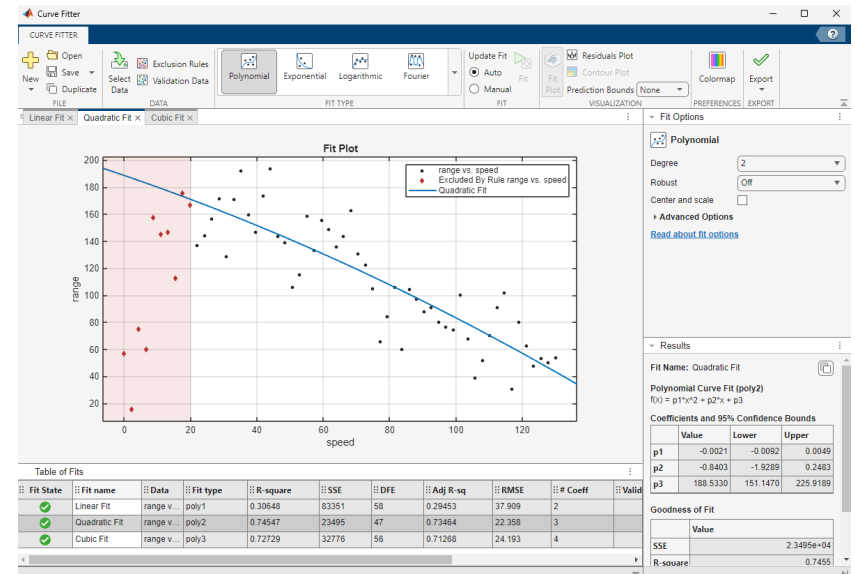 Curve Fitter
CURVE FITTER
New
Open
Save
Duplicate
FILE
Select Data
Exclusion Rules
Validation Data
DATA
Polynomial
Exponential
Logarithmic
Fourier
FIT TYPE
Update Fit
Auto
Manual
Fit
FIT
Fit Plot
Residuals Plot
Contour Plot
Prediction Bounds None
VISUALIZATION
Colormap
PREFERENCES
Export
EXPORT
Linear Fit × Quadratic Fit × Cubic Fit ×
Fit Plot
range vs. speed
Excluded By Rule range vs. speed
Quadratic Fit
200
180
160
140
120
100
80
60
40
20
range
0 20 40 60 80 100 120
speed
Fit Options
Polynomial
Degree 2
Robust Off
Center and scale
Advanced Options
Read about fit options
Results
Fit Name: Quadratic Fit
Polynomial Curve Fit (poly2)
f(x) = p1*x^2 + p2*x + p3
Coefficients and 95% Confidence Bounds
Value Lower Upper
p1 -0.0021 -0.0092 0.0049
p2 -0.8403 -1.9289 0.2483
p3 188.5330 151.1470 225.9189
Goodness of Fit
Value
SSE 2.3495e+04
R-square 0.7455
Table of Fits
Fit State Fit name Data Fit type R-square SSE DFE Adj R-sq RMSE # Coeff Valid
Linear Fit range v... poly1 0.30648 83351 58 0.29453 37.909 2
Quadratic Fit range v... poly2 0.74547 23495 47 0.73464 22.358 3
Cubic Fit range v... poly3 0.72729 32776 56 0.71268 24.193 4